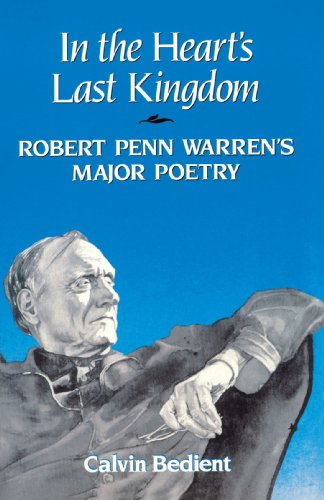 In the Heart's
Last Kingdom
ROBERT PENN WARREN'S
MAJOR POETRY
Calvin Bedient